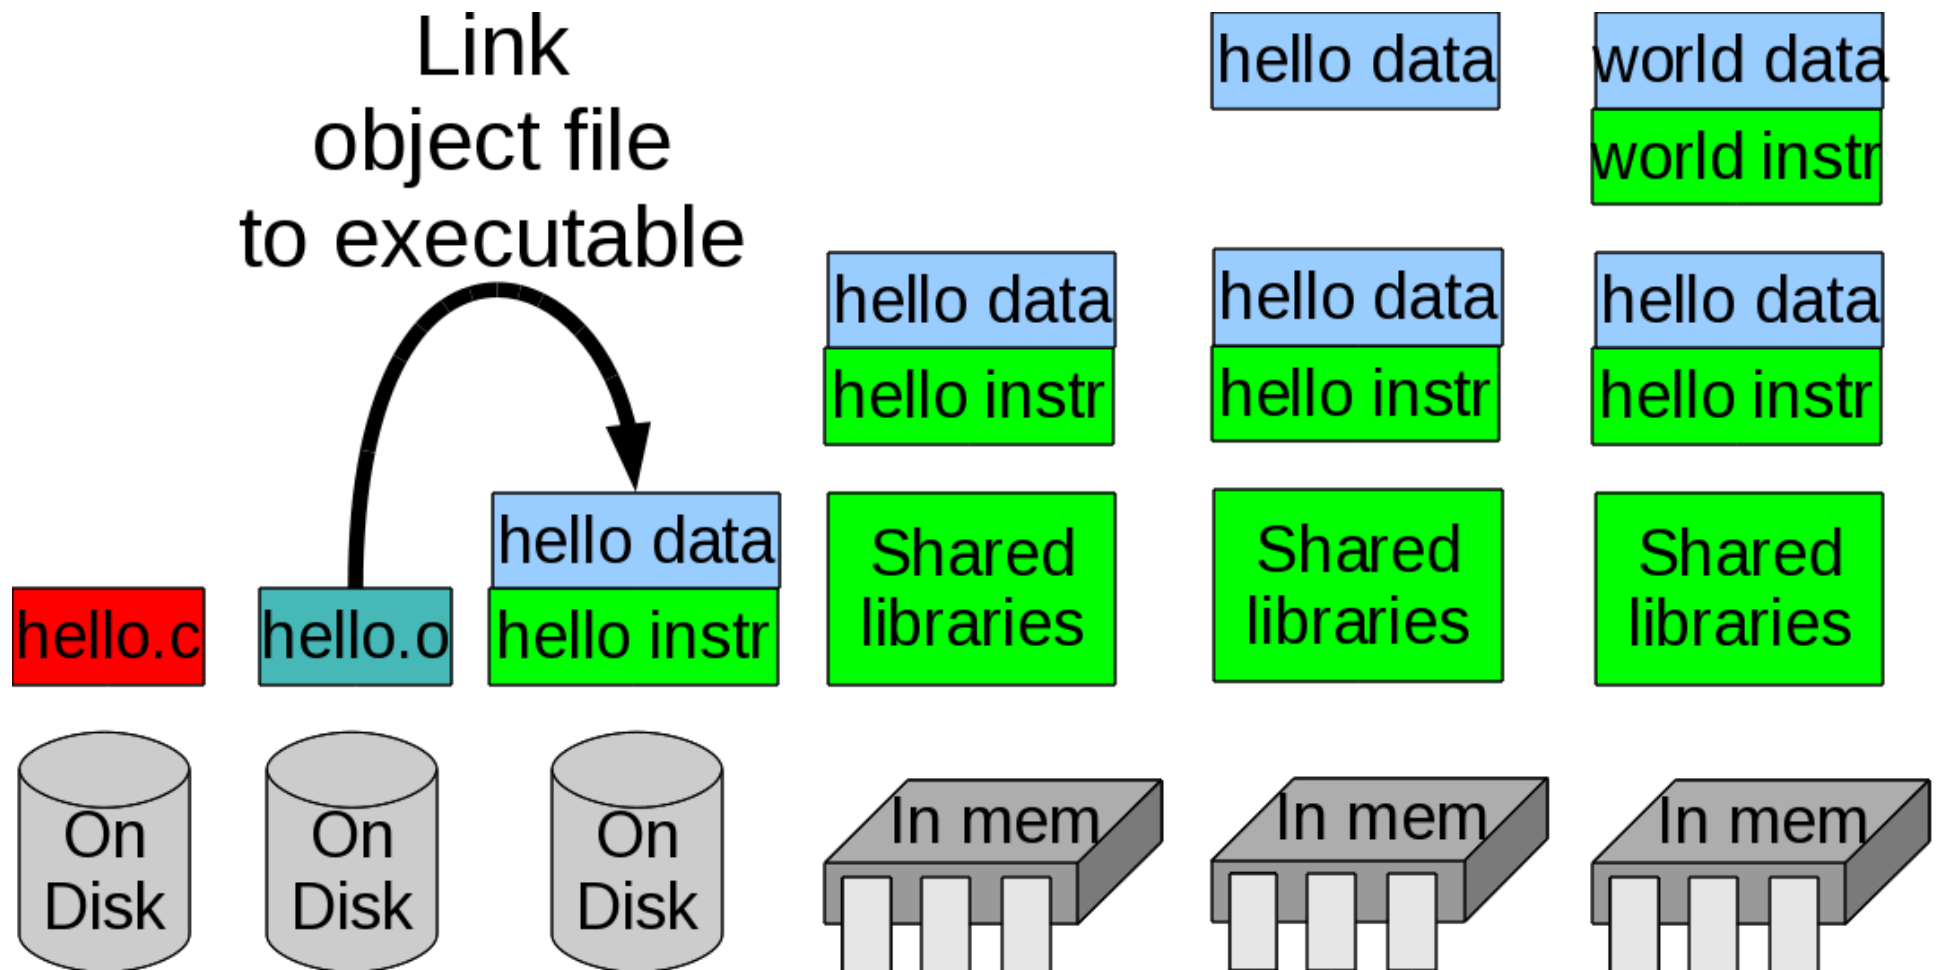 Link
object file
to executable
hello data
world data
world instr
hello data
hello data
hello data
hello instr
hello instr
hello instr
hello data
Shared
libraries
Shared
libraries
Shared
libraries
hello.c
hello.o
hello instr
On
Disk
On
Disk
On
Disk
In mem
In mem
In mem